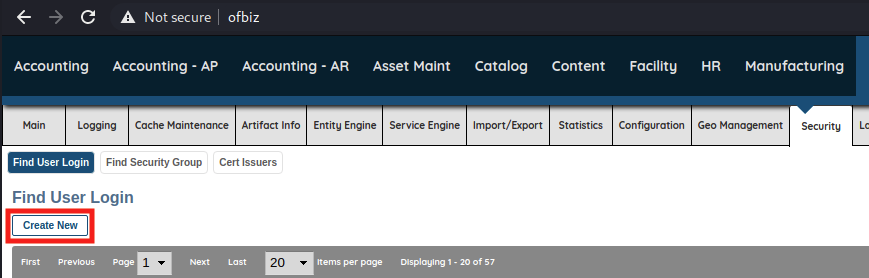 Not secure ofbiz
Accounting Accounting - AP Accounting - AR Asset Maint Catalog Content Facility HR Manufacturing
Main Logging Cache Maintenance Artifact Info Entity Engine Service Engine Import/Export Statistics Configuration Geo Management Security
Find User Login Find Security Group Cert Issuers
Find User Login
Create New
First Previous Page 1 Next Last 20 Items per page Displaying 1 - 20 of 57